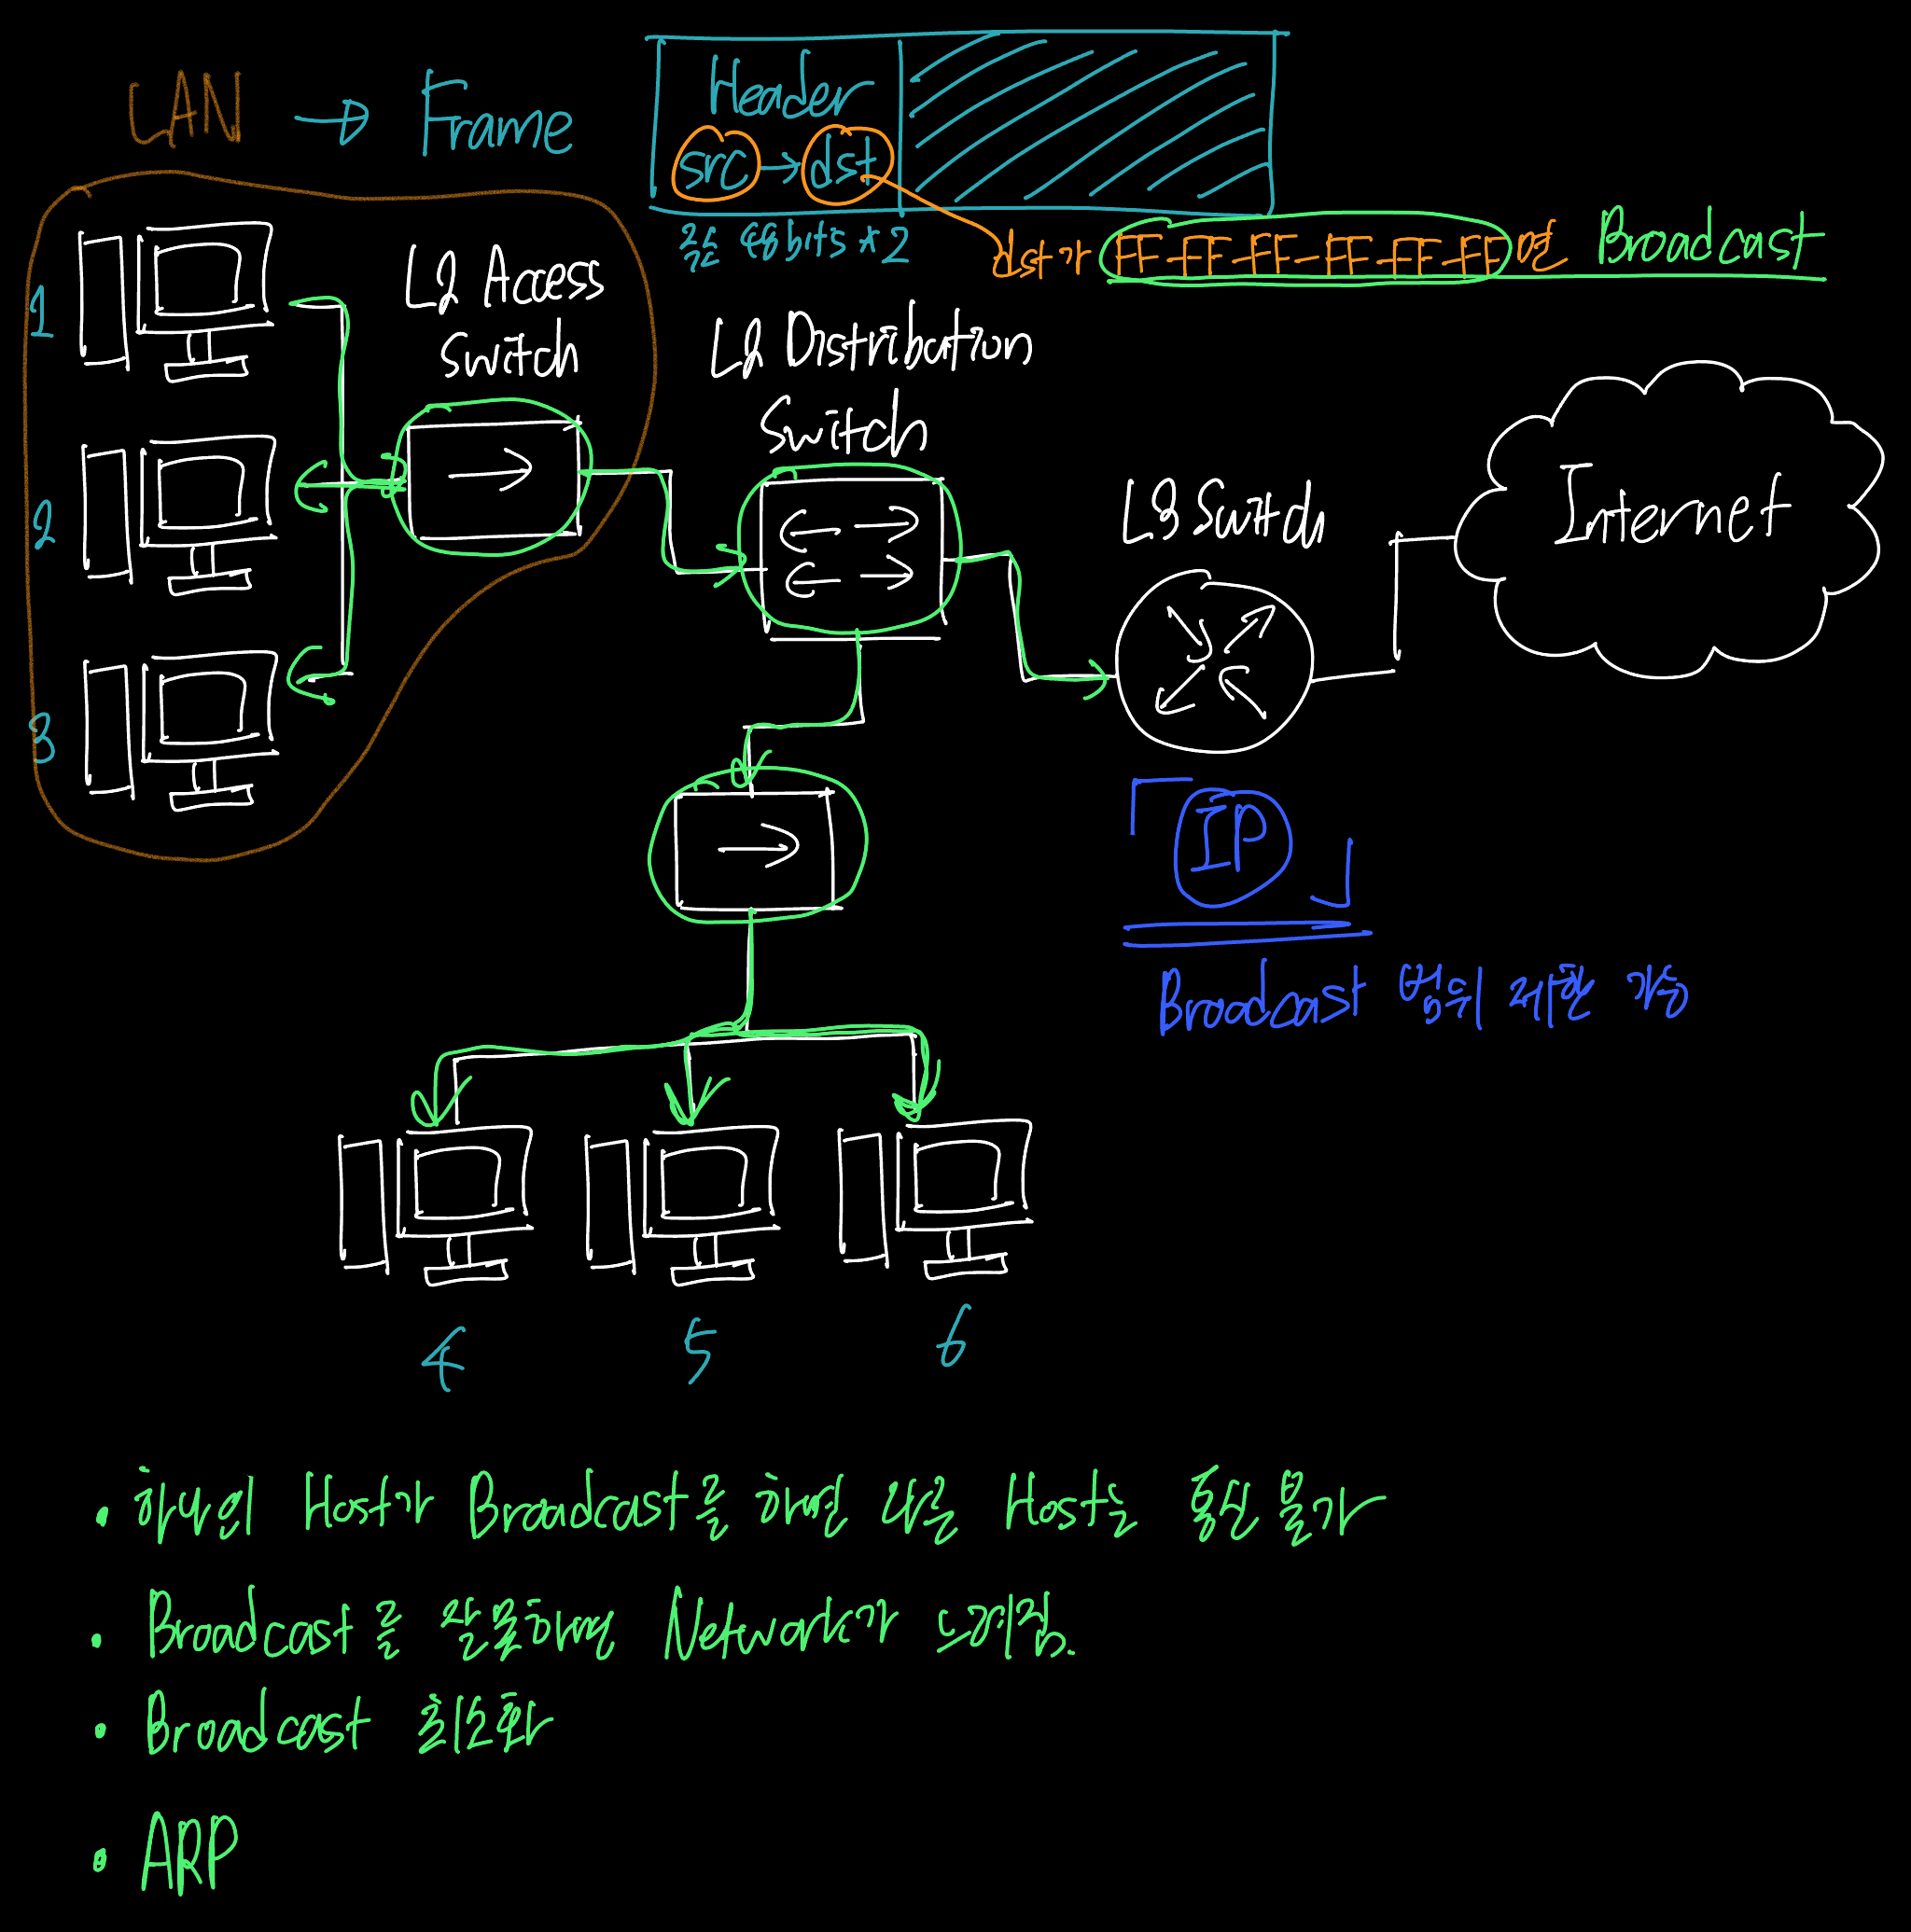 LAN → Frame
Header
src → dst
각 48bits * 2
dst가 FF-FF-FF-FF-FF-FF면 Broadcast
L2 Access
Switch
L2 Distribution
Switch
L3 Switch
Internet
1
2
3
「IP」
Broadcast 범위 제한 가능
4
5
6
• 하나의 Host가 Broadcast를 하면 다른 Host는 통신 불가
• Broadcast를 남발하면 Network가 느려짐.
• Broadcast 최소화
• ARP